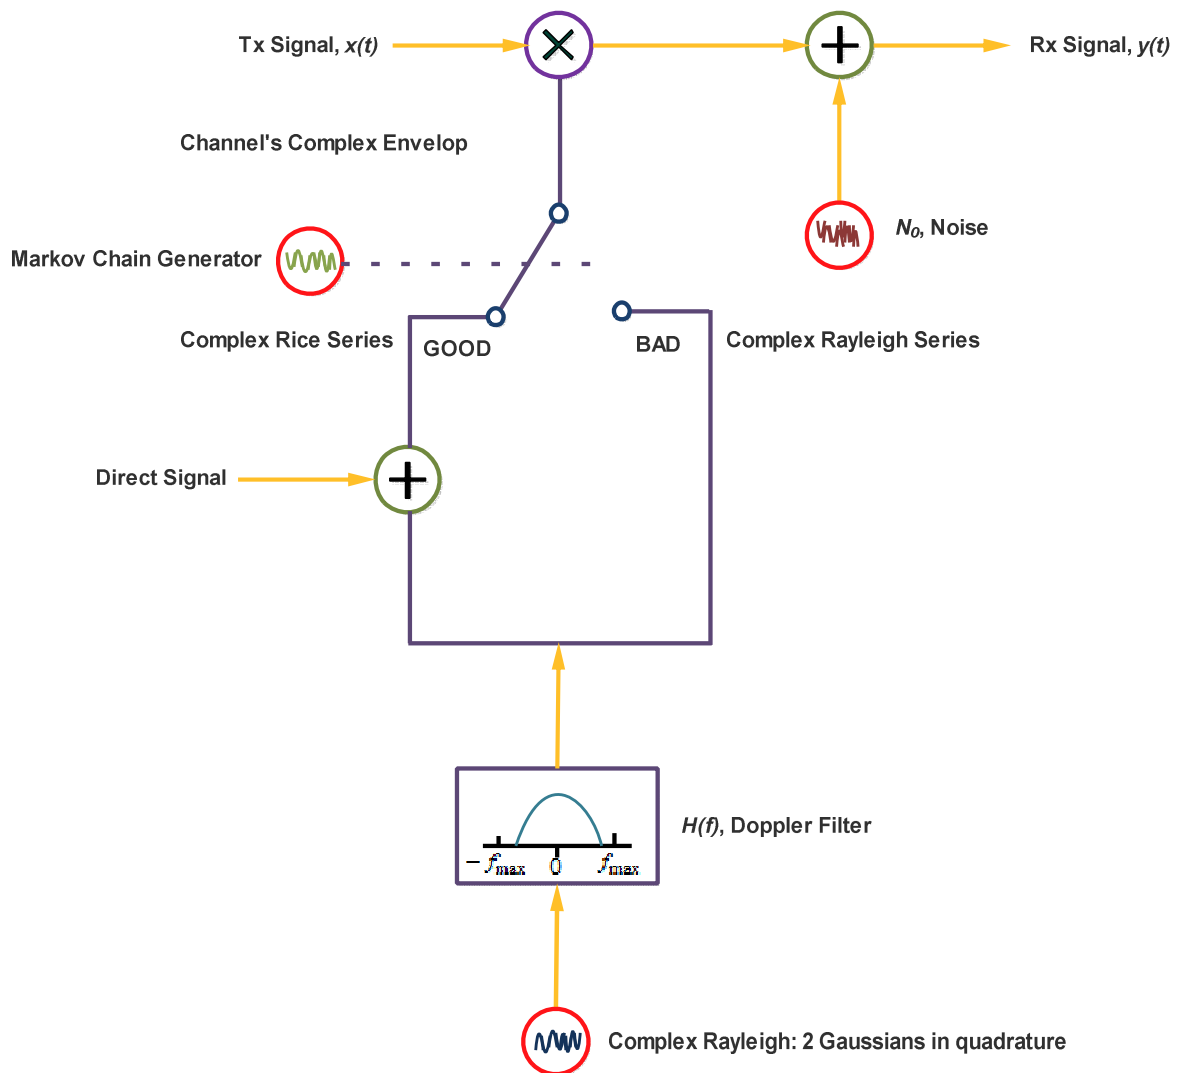 Tx Signal, x(t)
Rx Signal, y(t)
Channel's Complex Envelop
N₀, Noise
Markov Chain Generator
Complex Rice Series
GOOD
BAD
Complex Rayleigh Series
Direct Signal
H(f), Doppler Filter
−fmax 0 fmax
Complex Rayleigh: 2 Gaussians in quadrature